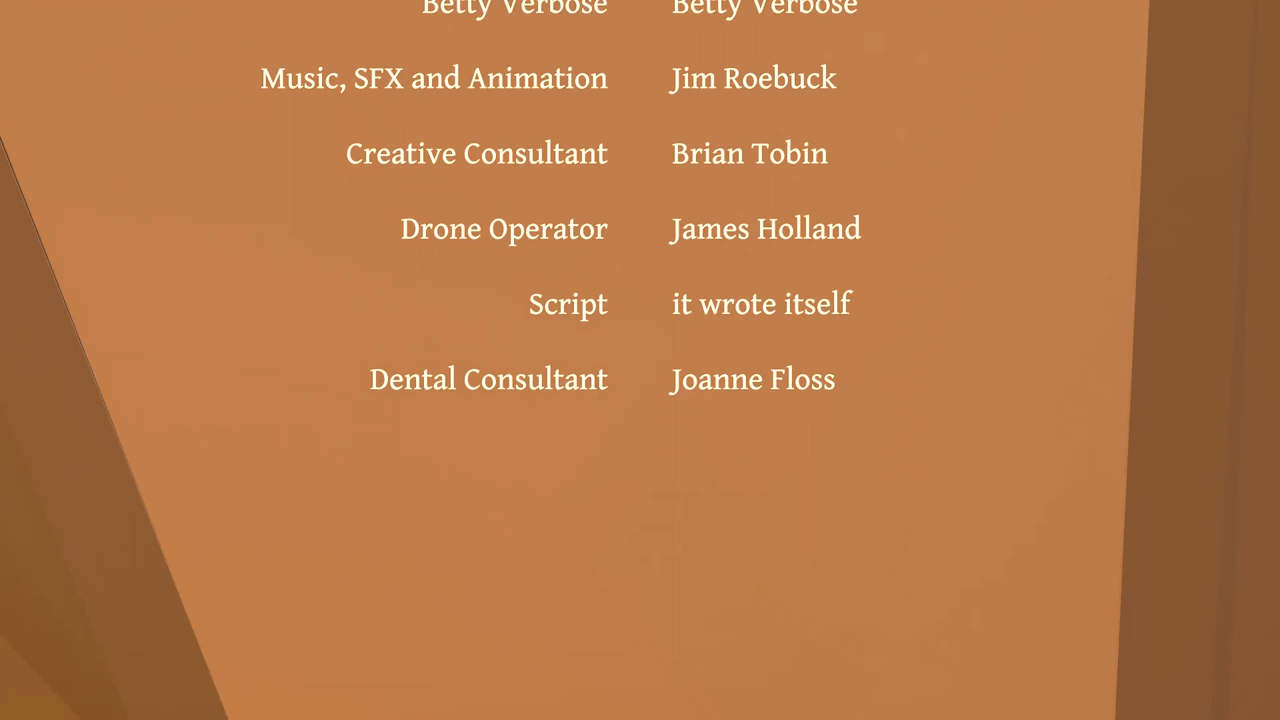 Betty Verbose Betty Verbose
Music, SFX and Animation Jim Roebuck
Creative Consultant Brian Tobin
Drone Operator James Holland
Script it wrote itself
Dental Consultant Joanne Floss